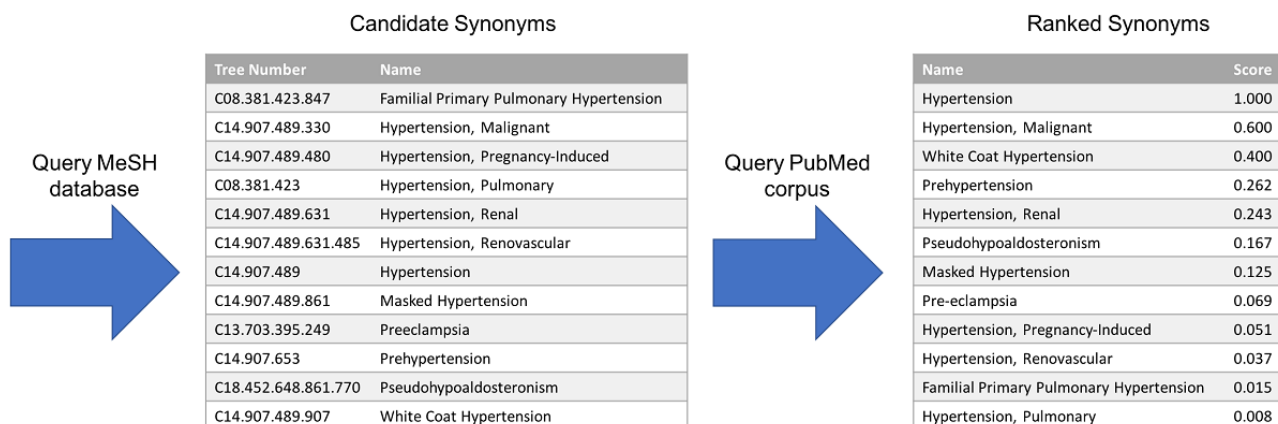 Candidate Synonyms
Ranked Synonyms
Query MeSH
database
Tree Number Name
C08.381.423.847 Familial Primary Pulmonary Hypertension
C14.907.489.330 Hypertension, Malignant
C14.907.489.480 Hypertension, Pregnancy-Induced
C08.381.423 Hypertension, Pulmonary
C14.907.489.631 Hypertension, Renal
C14.907.489.631.485 Hypertension, Renovascular
C14.907.489 Hypertension
C14.907.489.861 Masked Hypertension
C13.703.395.249 Preeclampsia
C14.907.653 Prehypertension
C18.452.648.861.770 Pseudohypoaldosteronism
C14.907.489.907 White Coat Hypertension
Query PubMed
corpus
Name Score
Hypertension 1.000
Hypertension, Malignant 0.600
White Coat Hypertension 0.400
Prehypertension 0.262
Hypertension, Renal 0.243
Pseudohypoaldosteronism 0.167
Masked Hypertension 0.125
Pre-eclampsia 0.069
Hypertension, Pregnancy-Induced 0.051
Hypertension, Renovascular 0.037
Familial Primary Pulmonary Hypertension 0.015
Hypertension, Pulmonary 0.008